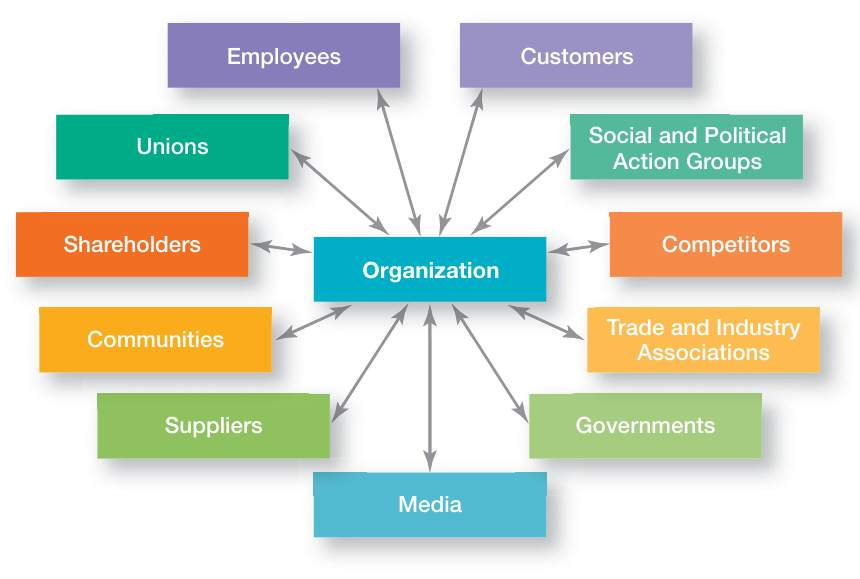 Employees
Customers
Unions
Social and Political
Action Groups
Shareholders
Organization
Competitors
Communities
Trade and Industry
Associations
Suppliers
Governments
Media